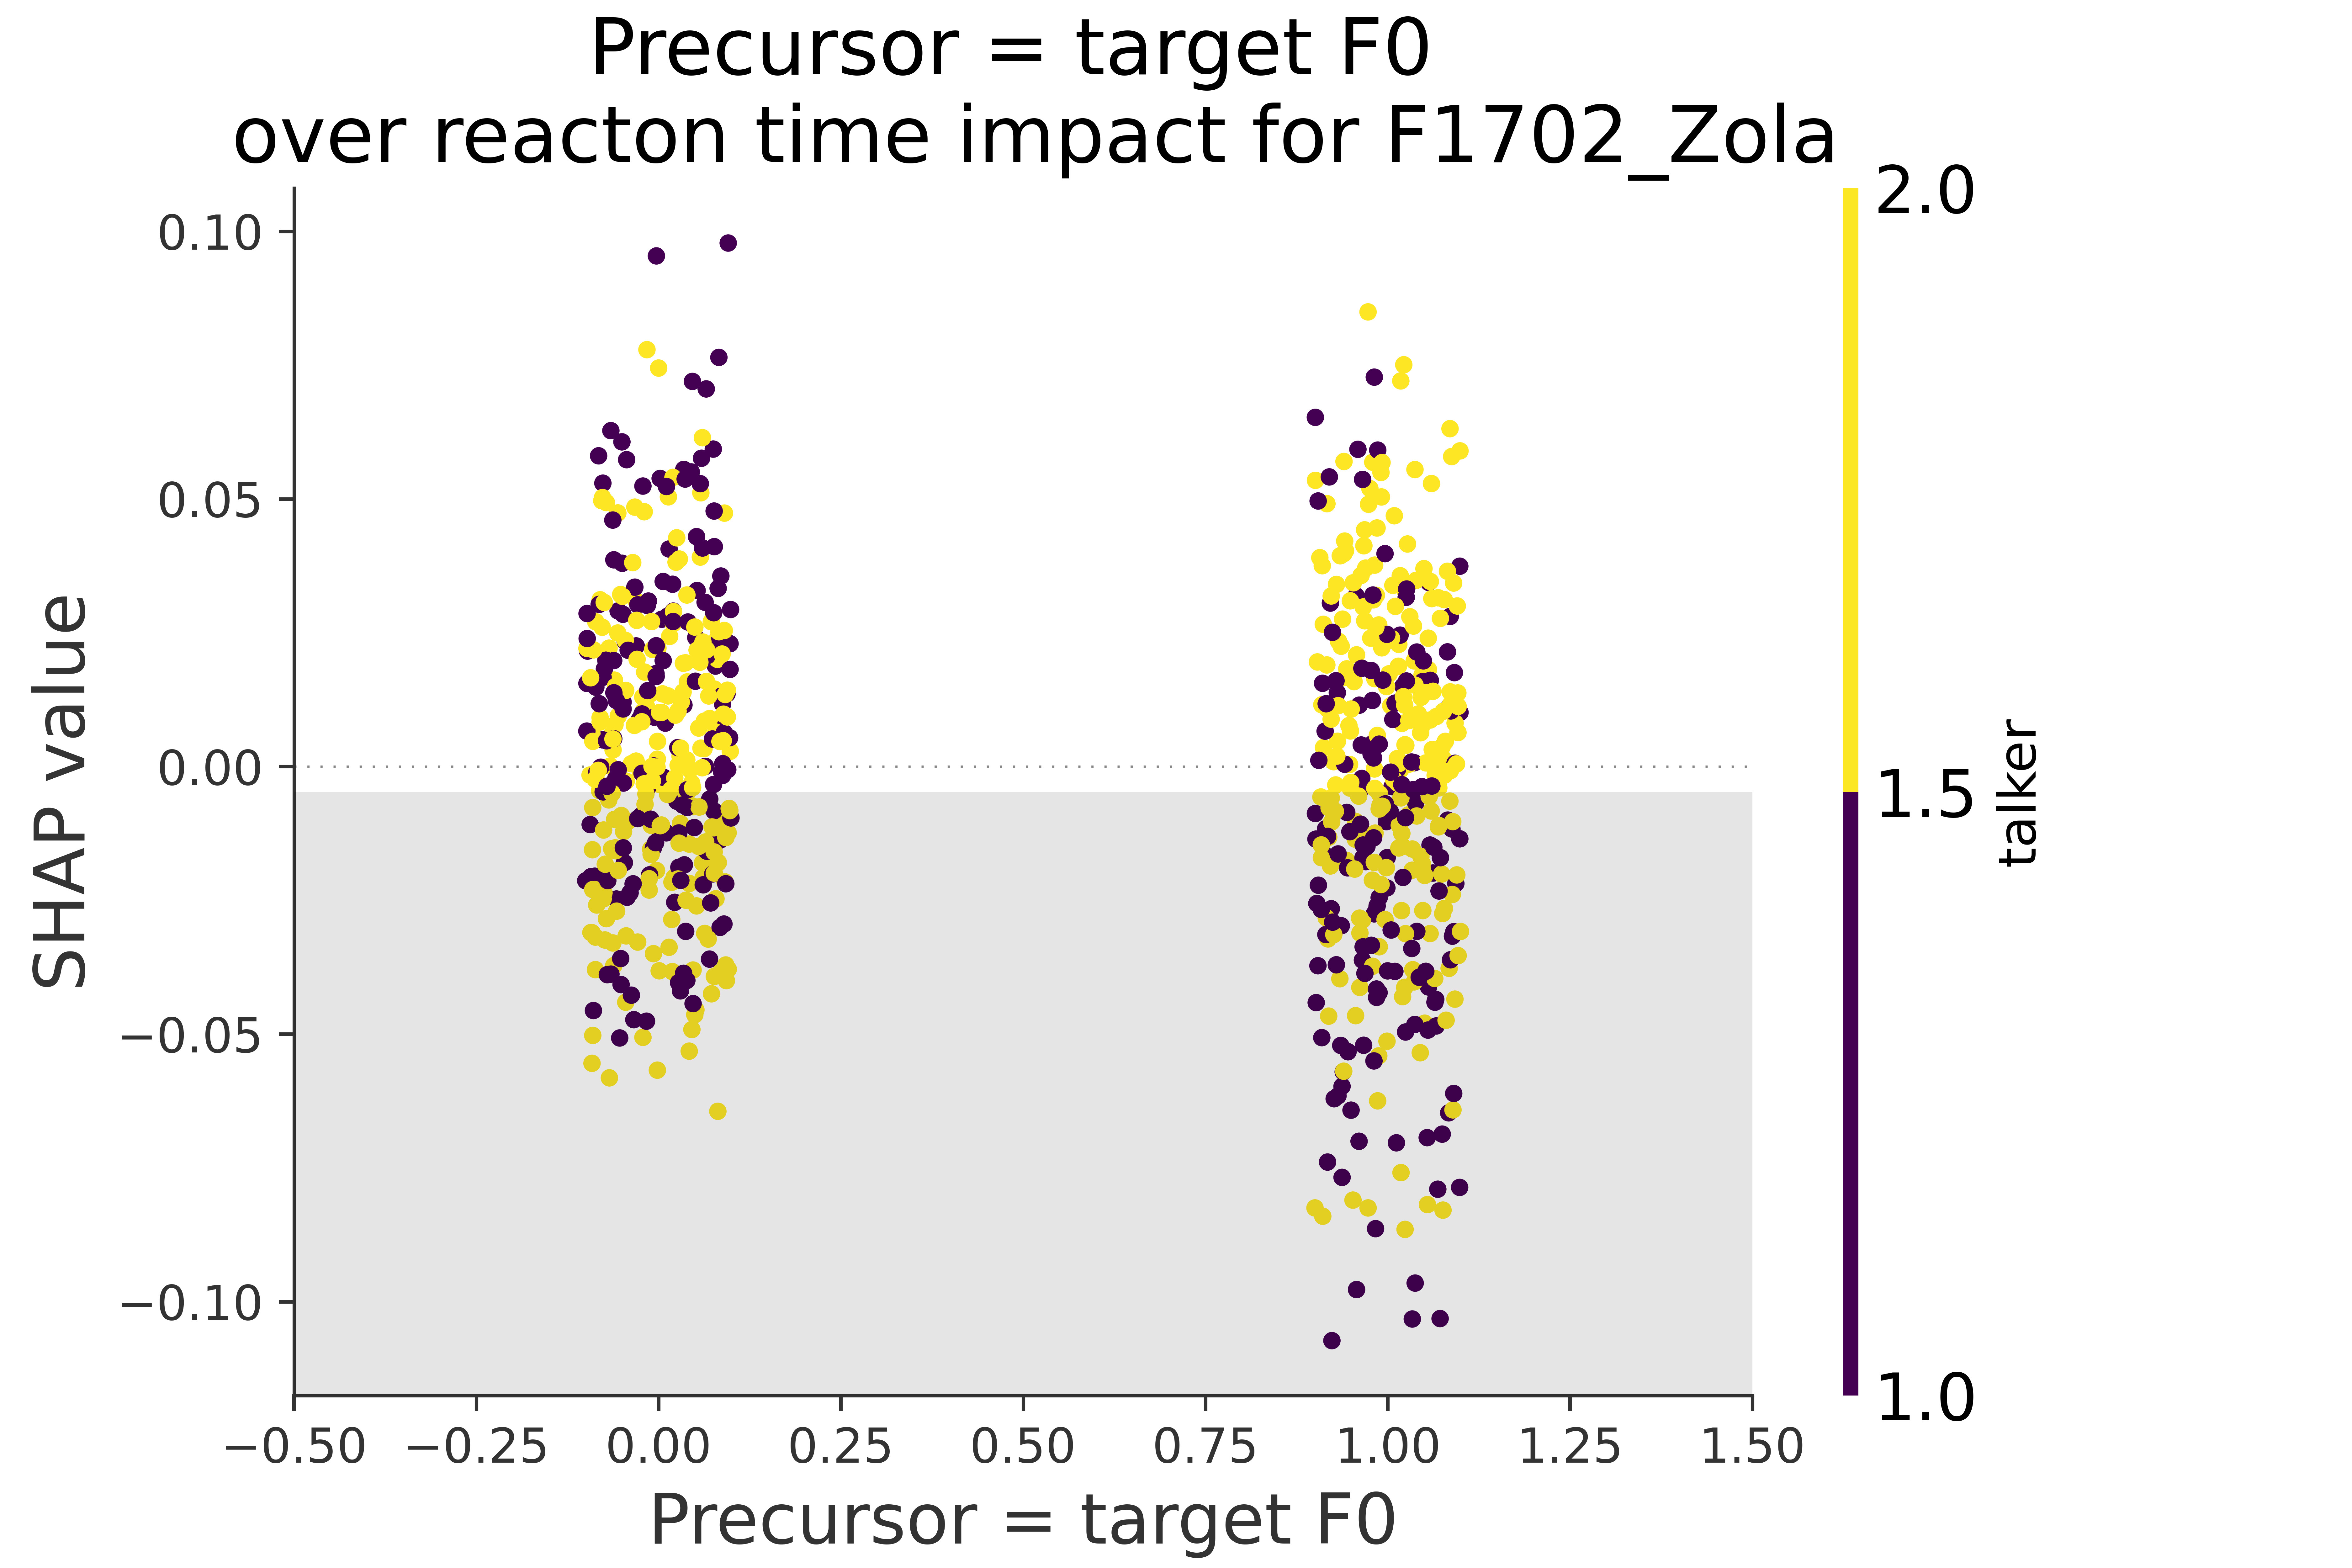 Precursor = target F0
over reacton time impact for F1702_Zola
2.0
1.5
1.0
talker
0.10
0.05
0.00
−0.05
−0.10
SHAP value
−0.50 −0.25 0.00 0.25 0.50 0.75 1.00 1.25 1.50
Precursor = target F0